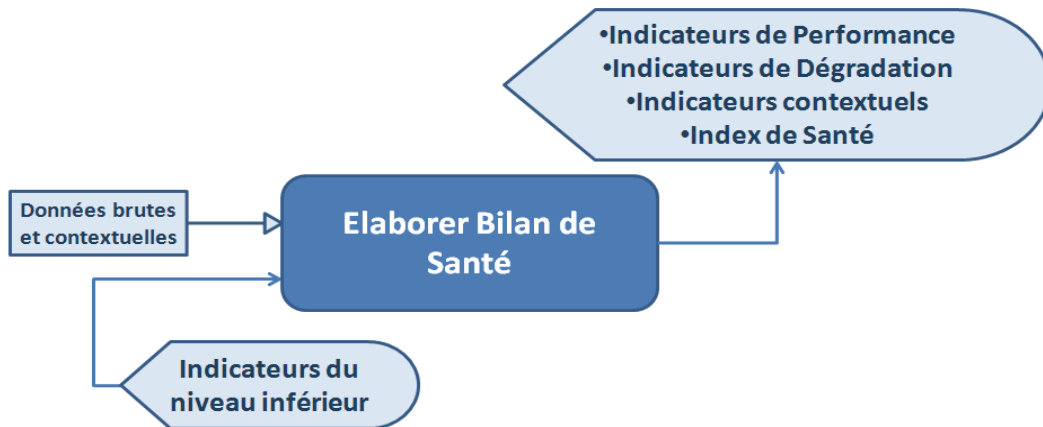 •Indicateurs de Performance
•Indicateurs de Dégradation
•Indicateurs contextuels
•Index de Santé
Données brutes
et contextuelles
Elaborer Bilan de
Santé
Indicateurs du
niveau inférieur